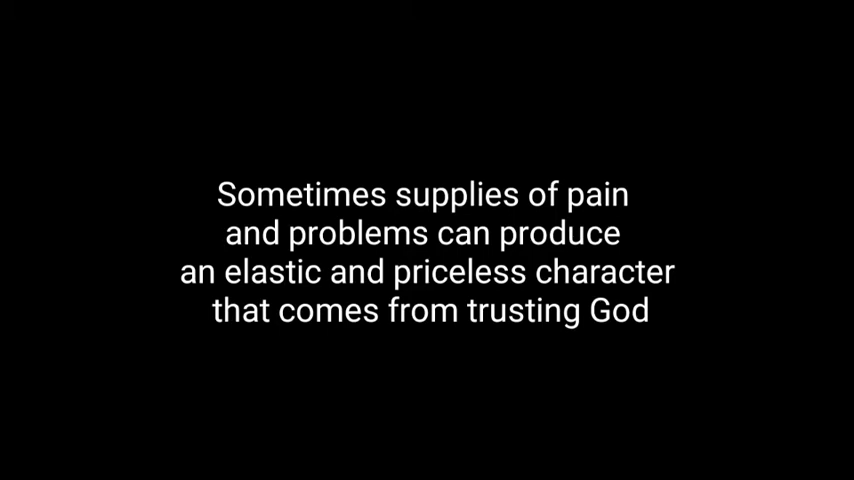 Sometimes supplies of pain
and problems can produce
an elastic and priceless character
that comes from trusting God